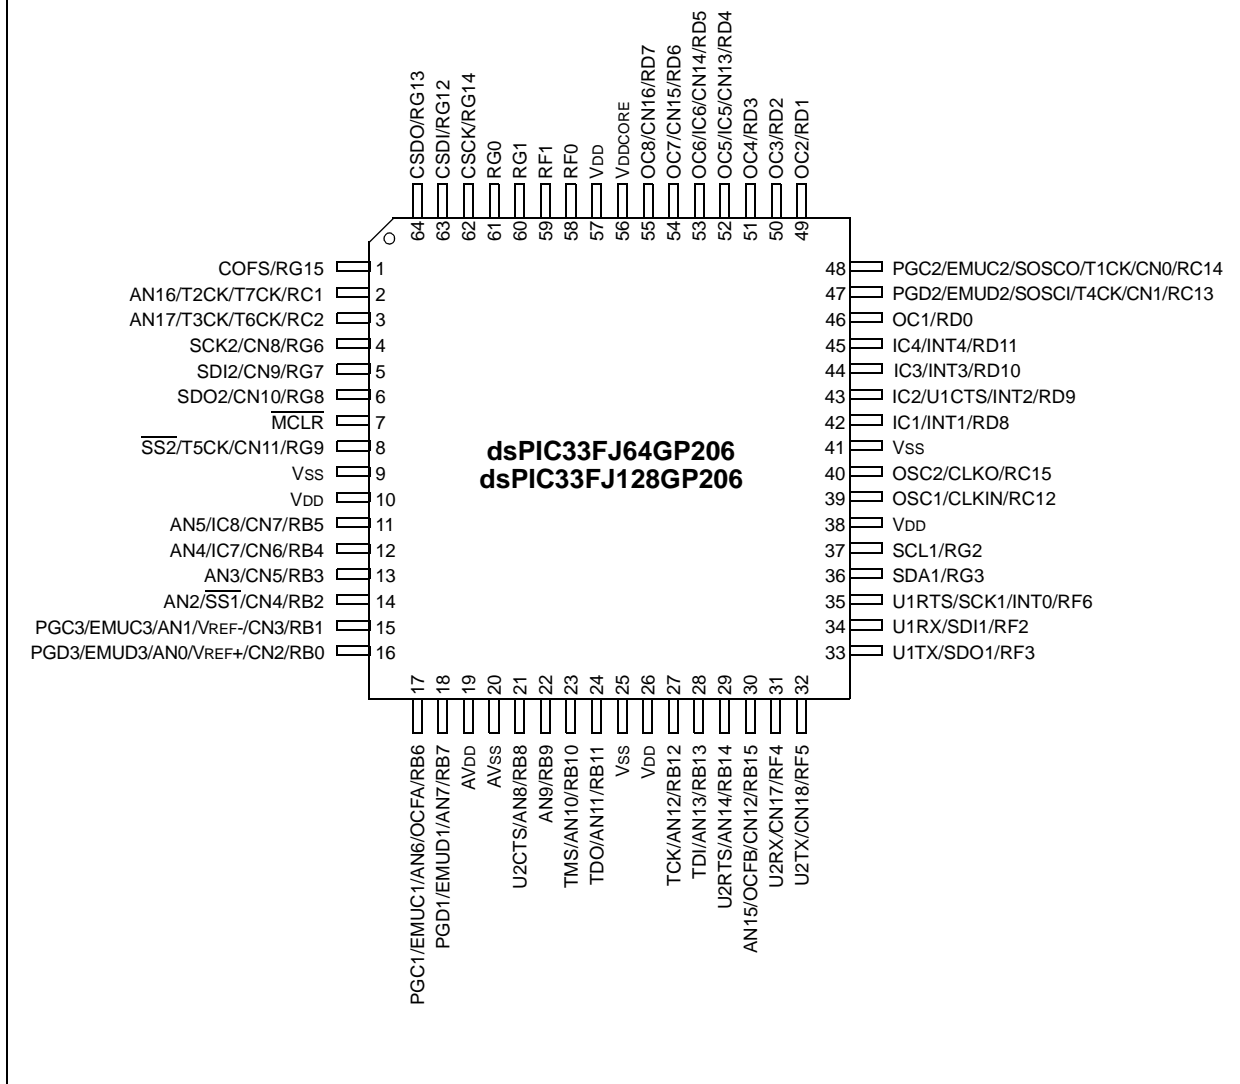 CSDO/RG13
CSDI/RG12
CSCK/RG14
RG0
RG1
RF1
RF0
VDD
VDDCORE
OC8/CN16/RD7
OC7/CN15/RD6
OC6/IC6/CN14/RD5
OC5/IC5/CN13/RD4
OC4/RD3
OC3/RD2
OC2/RD1
64
63
62
61
60
59
58
57
56
55
54
53
52
51
50
49
COFS/RG15 1
AN16/T2CK/T7CK/RC1 2
AN17/T3CK/T6CK/RC2 3
SCK2/CN8/RG6 4
SDI2/CN9/RG7 5
SDO2/CN10/RG8 6
MCLR 7
SS2/T5CK/CN11/RG9 8
VSS 9
VDD 10
AN5/IC8/CN7/RB5 11
AN4/IC7/CN6/RB4 12
AN3/CN5/RB3 13
AN2/SS1/CN4/RB2 14
PGC3/EMUC3/AN1/VREF-/CN3/RB1 15
PGD3/EMUD3/AN0/VREF+/CN2/RB0 16
dsPIC33FJ64GP206
dsPIC33FJ128GP206
48 PGC2/EMUC2/SOSCO/T1CK/CN0/RC14
47 PGD2/EMUD2/SOSCI/T4CK/CN1/RC13
46 OC1/RD0
45 IC4/INT4/RD11
44 IC3/INT3/RD10
43 IC2/U1CTS/INT2/RD9
42 IC1/INT1/RD8
41 VSS
40 OSC2/CLKO/RC15
39 OSC1/CLKIN/RC12
38 VDD
37 SCL1/RG2
36 SDA1/RG3
35 U1RTS/SCK1/INT0/RF6
34 U1RX/SDI1/RF2
33 U1TX/SDO1/RF3
17
18
19
20
21
22
23
24
25
26
27
28
29
30
31
32
PGC1/EMUC1/AN6/OCFA/RB6
PGD1/EMUD1/AN7/RB7
AVDD
AVSS
U2CTS/AN8/RB8
AN9/RB9
TMS/AN10/RB10
TDO/AN11/RB11
VSS
VDD
TCK/AN12/RB12
TDI/AN13/RB13
U2RTS/AN14/RB14
AN15/OCFB/CN12/RB15
U2RX/CN17/RF4
U2TX/CN18/RF5